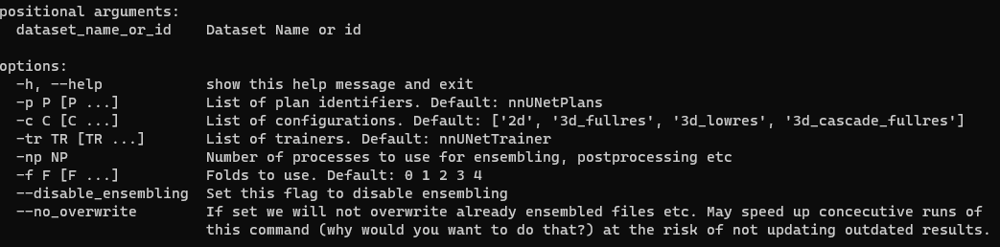 positional arguments:
dataset_name_or_id    Dataset Name or id
options:
-h, --help            show this help message and exit
-p P [P ...]          List of plan identifiers. Default: nnUNetPlans
-c C [C ...]          List of configurations. Default: ['2d', '3d_fullres', '3d_lowres', '3d_cascade_fullres']
-tr TR [TR ...]       List of trainers. Default: nnUNetTrainer
-np NP                Number of processes to use for ensembling, postprocessing etc
-f F [F ...]          Folds to use. Default: 0 1 2 3 4
--disable_ensembling  Set this flag to disable ensembling
--no_overwrite        If set we will not overwrite already ensembled files etc. May speed up concecutive runs of
this command (why would you want to do that?) at the risk of not updating outdated results.